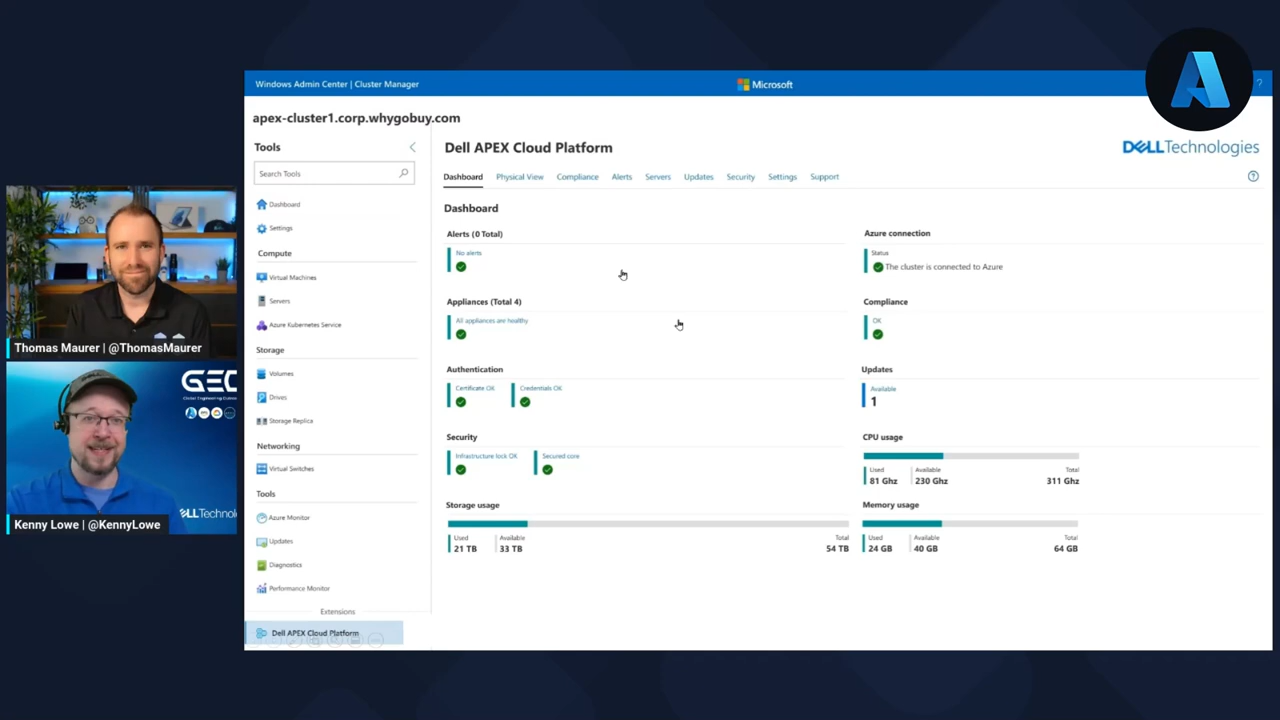 Windows Admin Center | Cluster Manager
Microsoft
?
apex-cluster1.corp.whygobuy.com
Tools
Search Tools
Dashboard
Settings
Compute
Virtual Machines
Servers
Azure Kubernetes Service
Storage
Volumes
Drives
Storage Replica
Networking
Virtual Switches
Tools
Azure Monitor
Updates
Diagnostics
Performance Monitor
Extensions
Dell APEX Cloud Platform
Dell APEX Cloud Platform
DELLTechnologies
Dashboard Physical View Compliance Alerts Servers Updates Security Settings Support
?
Dashboard
Alerts (0 Total)
No alerts
Appliances (Total 4)
All appliances are healthy
Authentication
Certificate OK Credentials OK
Security
Infrastructure lock OK Secured core
Storage usage
Used Available Total
21 TB 33 TB 54 TB
Azure connection
Status
The cluster is connected to Azure
Compliance
OK
Updates
Available
1
CPU usage
Used Available Total
81 Ghz 230 Ghz 311 Ghz
Memory usage
Used Available Total
24 GB 40 GB 64 GB
Thomas Maurer | @ThomasMaurer
Kenny Lowe | @KennyLowe